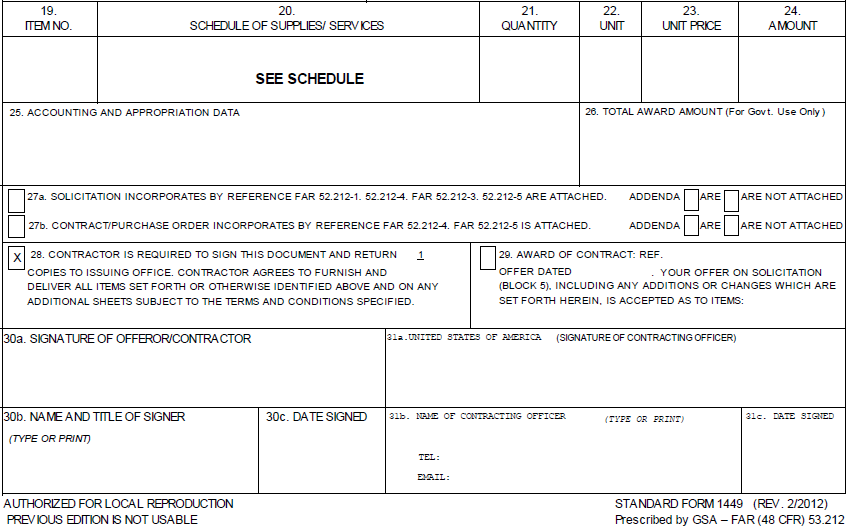 19. 20. 21. 22. 23. 24.
ITEM NO. SCHEDULE OF SUPPLIES/ SERVICES QUANTITY UNIT UNIT PRICE AMOUNT
SEE SCHEDULE
25. ACCOUNTING AND APPROPRIATION DATA
26. TOTAL AWARD AMOUNT (For Govt. Use Only)
27a. SOLICITATION INCORPORATES BY REFERENCE FAR 52.212-1. 52.212-4. FAR 52.212-3. 52.212-5 ARE ATTACHED. ADDENDA ARE ARE NOT ATTACHED
27b. CONTRACT/PURCHASE ORDER INCORPORATES BY REFERENCE FAR 52.212-4. FAR 52.212-5 IS ATTACHED. ADDENDA ARE ARE NOT ATTACHED
X 28. CONTRACTOR IS REQUIRED TO SIGN THIS DOCUMENT AND RETURN 1
COPIES TO ISSUING OFFICE. CONTRACTOR AGREES TO FURNISH AND
DELIVER ALL ITEMS SET FORTH OR OTHERWISE IDENTIFIED ABOVE AND ON ANY
ADDITIONAL SHEETS SUBJECT TO THE TERMS AND CONDITIONS SPECIFIED.
29. AWARD OF CONTRACT: REF.
OFFER DATED . YOUR OFFER ON SOLICITATION
(BLOCK 5), INCLUDING ANY ADDITIONS OR CHANGES WHICH ARE
SET FORTH HEREIN, IS ACCEPTED AS TO ITEMS:
30a. SIGNATURE OF OFFEROR/CONTRACTOR
31a.UNITED STATES OF AMERICA (SIGNATURE OF CONTRACTING OFFICER)
30b. NAME AND TITLE OF SIGNER
(TYPE OR PRINT)
30c. DATE SIGNED
31b. NAME OF CONTRACTING OFFICER (TYPE OR PRINT)
TEL:
EMAIL:
31c. DATE SIGNED
AUTHORIZED FOR LOCAL REPRODUCTION
PREVIOUS EDITION IS NOT USABLE
STANDARD FORM 1449 (REV. 2/2012)
Prescribed by GSA – FAR (48 CFR) 53.212